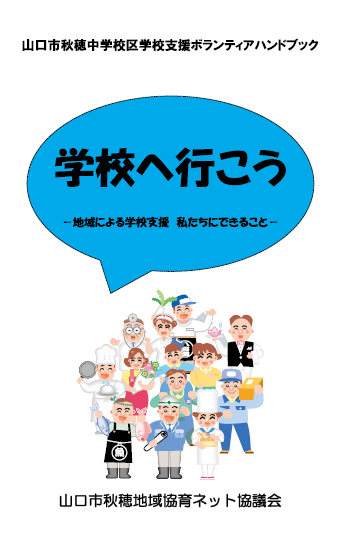 山口市秋穂中学校区学校支援ボランティアハンドブック
学校へ行こう
－地域による学校支援 私たちにできること－
魚
山口市秋穂地域協育ネット協議会